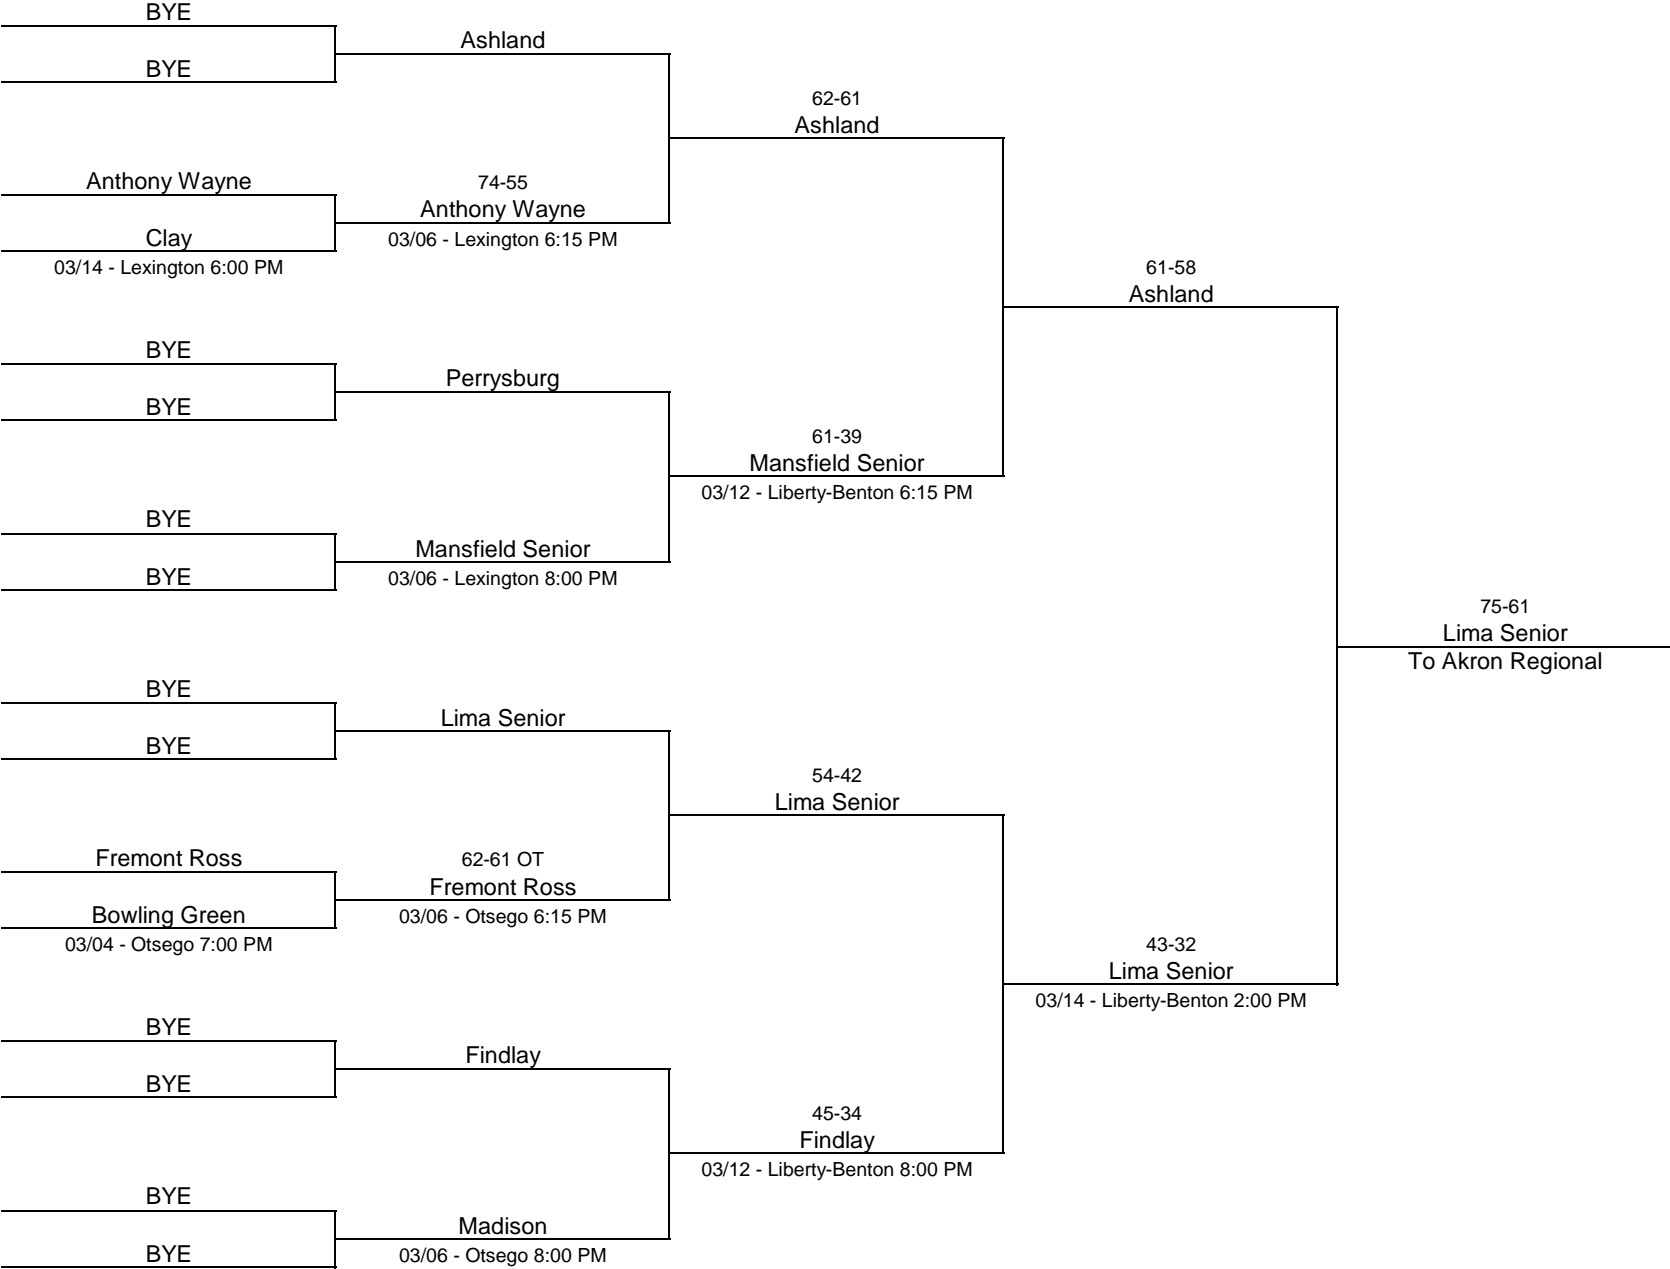 BYE
BYE
Ashland
62-61
Ashland
Anthony Wayne
Clay
03/14 - Lexington 6:00 PM
74-55
Anthony Wayne
03/06 - Lexington 6:15 PM
61-58
Ashland
BYE
BYE
Perrysburg
61-39
Mansfield Senior
03/12 - Liberty-Benton 6:15 PM
BYE
BYE
Mansfield Senior
03/06 - Lexington 8:00 PM
75-61
Lima Senior
To Akron Regional
BYE
BYE
Lima Senior
54-42
Lima Senior
Fremont Ross
Bowling Green
03/04 - Otsego 7:00 PM
62-61 OT
Fremont Ross
03/06 - Otsego 6:15 PM
43-32
Lima Senior
03/14 - Liberty-Benton 2:00 PM
BYE
BYE
Findlay
45-34
Findlay
03/12 - Liberty-Benton 8:00 PM
BYE
BYE
Madison
03/06 - Otsego 8:00 PM